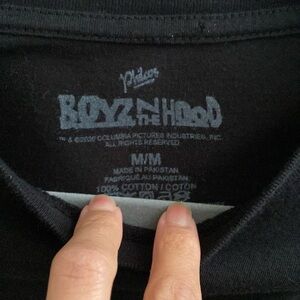 Philcos
BOYZ N THE HOOD
™ & ©2020 COLUMBIA PICTURES INDUSTRIES, INC.
ALL RIGHTS RESERVED
M/M
MADE IN PAKISTAN
FABRIQUÉ AU PAKISTAN
100% COTTON / COTON